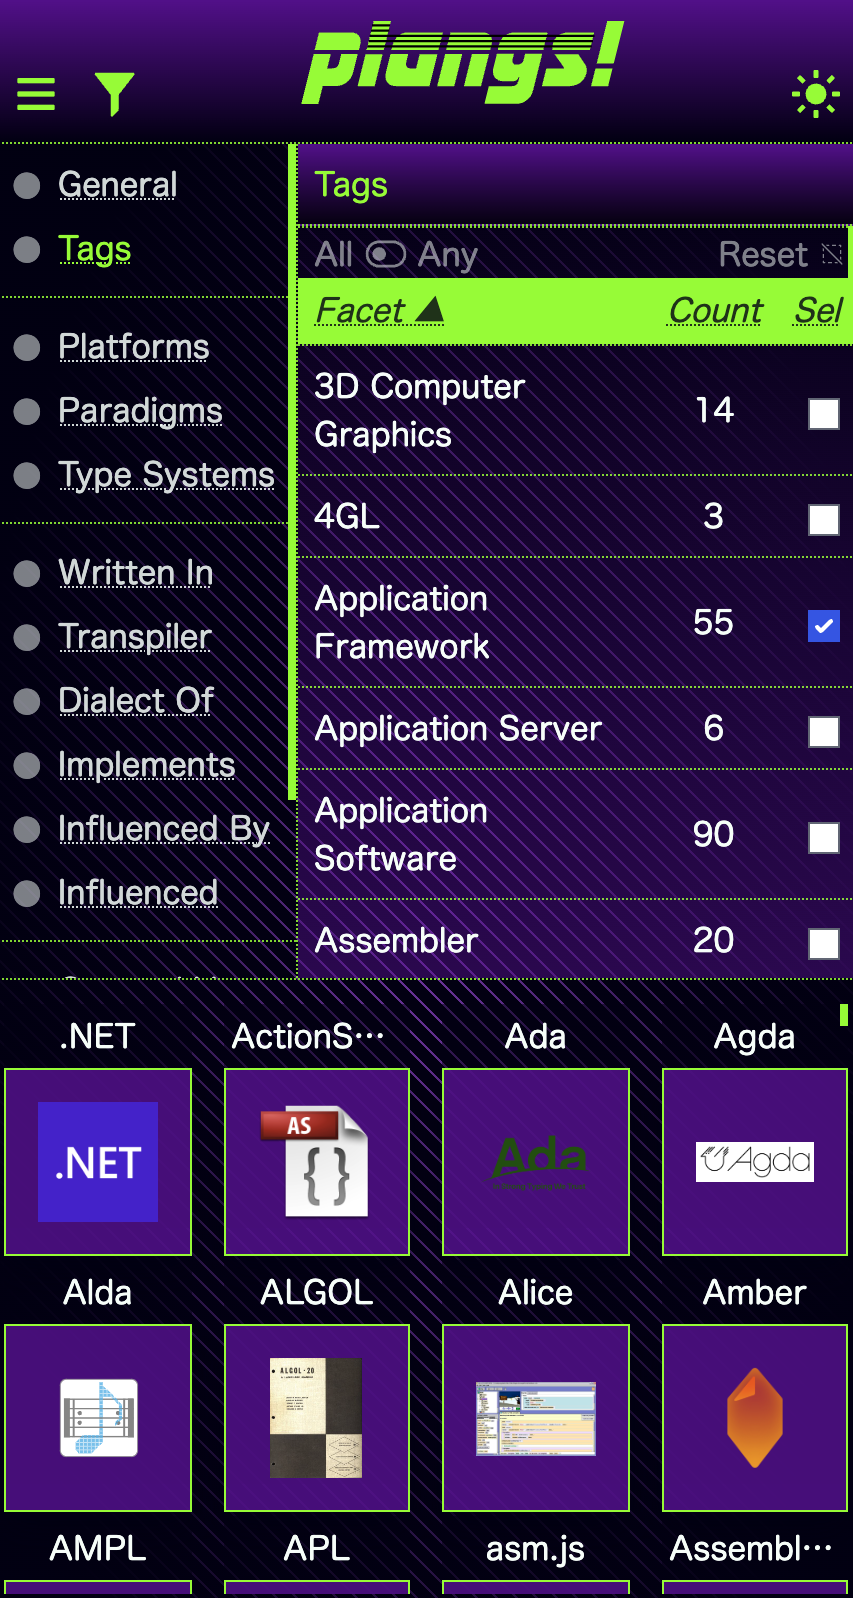 plangs!
General
Tags
Platforms
Paradigms
Type Systems
Written In
Transpiler
Dialect Of
Implements
Influenced By
Influenced
Tags
All Any Reset
Facet ▲ Count Sel
3D Computer
Graphics
14
4GL 3
Application
Framework
55
Application Server 6
Application
Software
90
Assembler 20
.NET ActionS··· Ada Agda
.NET
AS
{}
Ada
Agda
Alda ALGOL Alice Amber
ALGOL-20
AMPL APL asm.js Assembl···